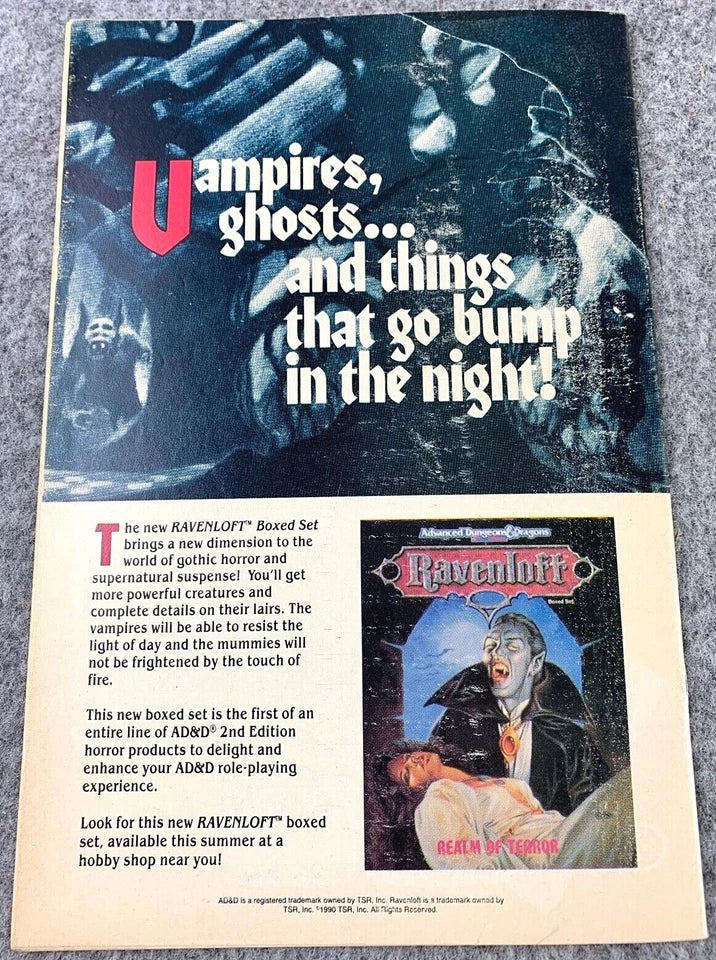 Vampires,
ghosts...
and things
that go bump
in the night!
The new RAVENLOFT™ Boxed Set
brings a new dimension to the
world of gothic horror and
supernatural suspense! You'll get
more powerful creatures and
complete details on their lairs. The
vampires will be able to resist the
light of day and the mummies will
not be frightened by the touch of
fire.
This new boxed set is the first of an
entire line of AD&D® 2nd Edition
horror products to delight and
enhance your AD&D role-playing
experience.
Look for this new RAVENLOFT™ boxed
set, available this summer at a
hobby shop near you!
Advanced Dungeons & Dragons
Ravenloft
Boxed Set
REALM OF TERROR
AD&D is a registered trademark owned by TSR, Inc. Ravenloft is a trademark owned by
TSR, Inc. ©1990 TSR, Inc. All Rights Reserved.